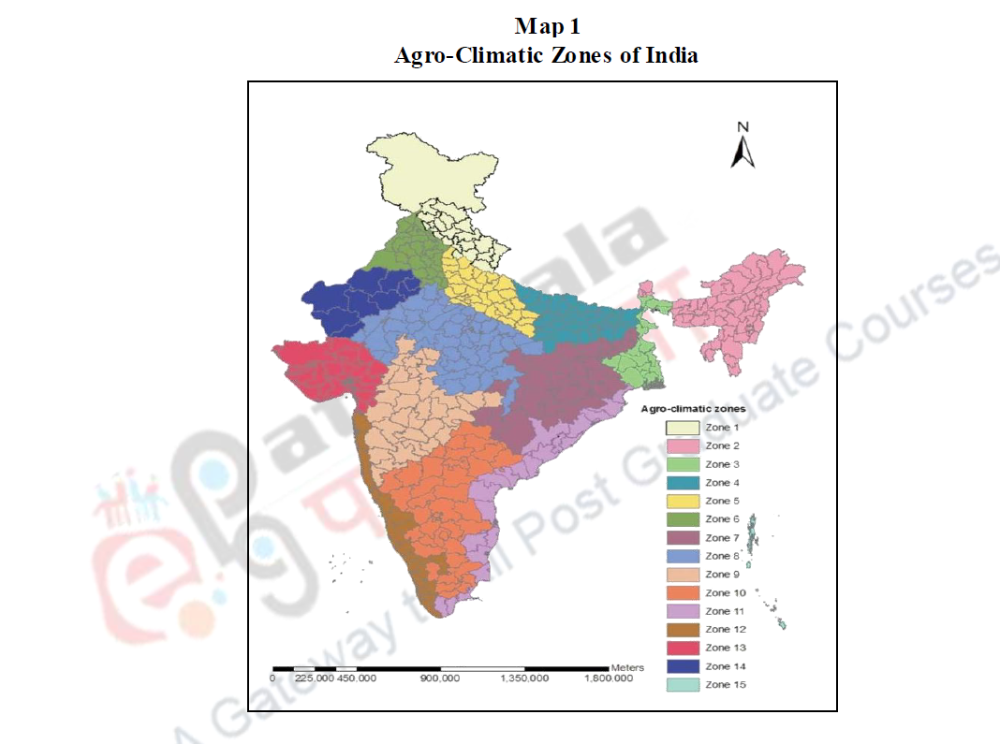 Map 1
Agro-Climatic Zones of India
N
Agro-climatic zones
Zone 1
Zone 2
Zone 3
Zone 4
Zone 5
Zone 6
Zone 7
Zone 8
Zone 9
Zone 10
Zone 11
Zone 12
Zone 13
Zone 14
Zone 15
Meters
0 225,000 450,000 900,000 1,350,000 1,800,000
A Gateway to all Post Graduate Courses